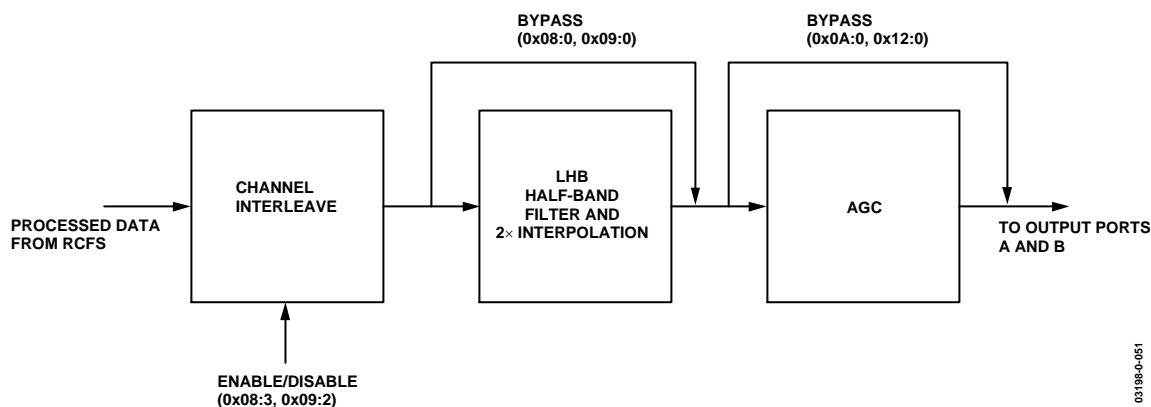 BYPASS
(0x08:0, 0x09:0)
BYPASS
(0x0A:0, 0x12:0)
PROCESSED DATA
FROM RCFS
CHANNEL
INTERLEAVE
LHB
HALF-BAND
FILTER AND
2× INTERPOLATION
AGC
TO OUTPUT PORTS
A AND B
ENABLE/DISABLE
(0x08:3, 0x09:2)
03198-0-051